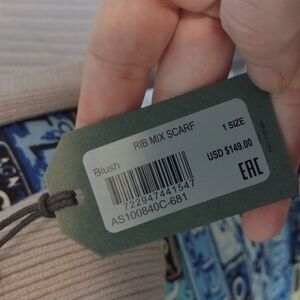 RIB MIX SCARF
1 SIZE
Blush
USD $149.00
722947441547
AS100840C-681
EAC